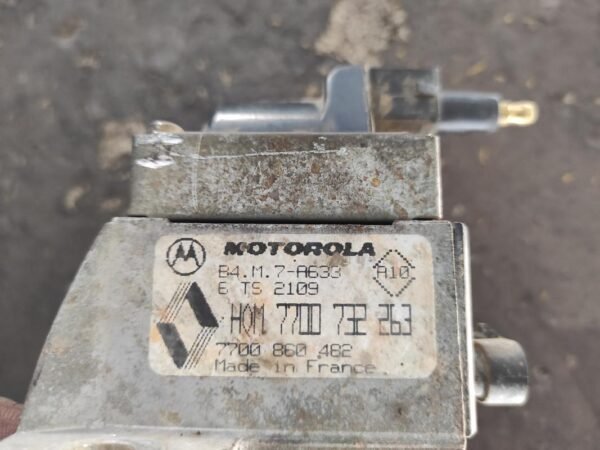 MOTOROLA
B4.M.7-A633 A10
E TS 2109
HOM 7700 732 263
7700 860 482
Made in France